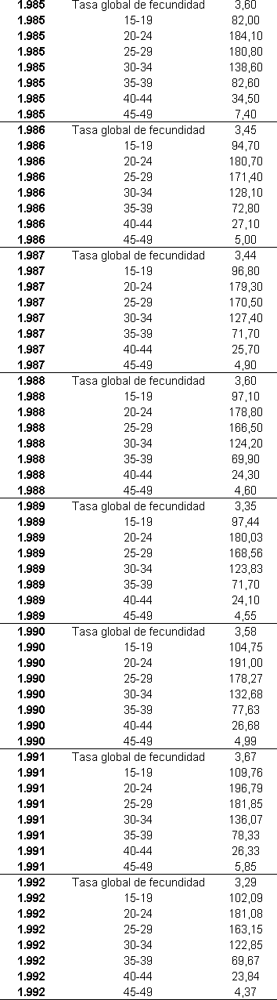 1.985 Tasa global de fecundidad 3,60
1.985 15-19 82,00
1.985 20-24 184,10
1.985 25-29 180,80
1.985 30-34 138,60
1.985 35-39 82,60
1.985 40-44 34,50
1.985 45-49 7,40
1.986 Tasa global de fecundidad 3,45
1.986 15-19 94,70
1.986 20-24 180,70
1.986 25-29 171,40
1.986 30-34 128,10
1.986 35-39 72,80
1.986 40-44 27,10
1.986 45-49 5,00
1.987 Tasa global de fecundidad 3,44
1.987 15-19 96,80
1.987 20-24 179,30
1.987 25-29 170,50
1.987 30-34 127,40
1.987 35-39 71,70
1.987 40-44 25,70
1.987 45-49 4,90
1.988 Tasa global de fecundidad 3,60
1.988 15-19 97,10
1.988 20-24 178,80
1.988 25-29 166,50
1.988 30-34 124,20
1.988 35-39 69,90
1.988 40-44 24,30
1.988 45-49 4,60
1.989 Tasa global de fecundidad 3,35
1.989 15-19 97,44
1.989 20-24 180,03
1.989 25-29 168,56
1.989 30-34 123,83
1.989 35-39 71,70
1.989 40-44 24,10
1.989 45-49 4,55
1.990 Tasa global de fecundidad 3,58
1.990 15-19 104,75
1.990 20-24 191,00
1.990 25-29 178,27
1.990 30-34 132,68
1.990 35-39 77,63
1.990 40-44 26,68
1.990 45-49 4,99
1.991 Tasa global de fecundidad 3,67
1.991 15-19 109,76
1.991 20-24 196,79
1.991 25-29 181,85
1.991 30-34 136,07
1.991 35-39 78,33
1.991 40-44 26,33
1.991 45-49 5,85
1.992 Tasa global de fecundidad 3,29
1.992 15-19 102,09
1.992 20-24 181,08
1.992 25-29 163,15
1.992 30-34 122,85
1.992 35-39 69,67
1.992 40-44 23,84
1.992 45-49 4,37